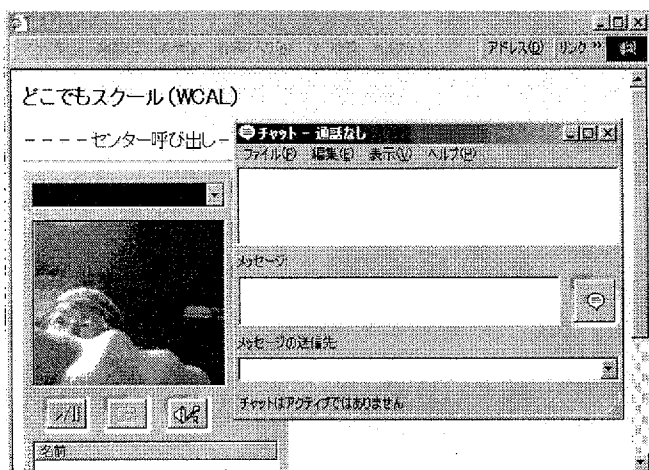 アドレス(D) リンク »
どこでもスクール(WCAL)
----センター呼び出し-
チャット - 通話なし
ファイル(F) 編集(E) 表示(V) ヘルプ(H)
メッセージ
メッセージの送信先
チャットはアクティブではありません
名前